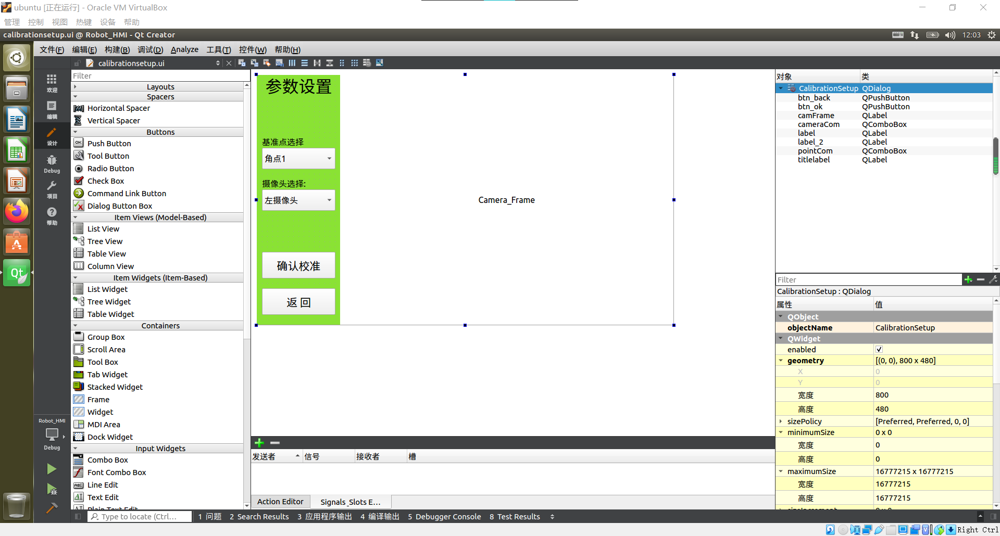 ubuntu [正在运行] - Oracle VM VirtualBox
管理 控制 视图 热键 设备 帮助
calibrationsetup.ui @ Robot_HMI - Qt Creator
12:03
文件(F) 编辑(E) 构建(B) 调试(D) Analyze 工具(T) 控件(W) 帮助(H)
calibrationsetup.ui
欢迎
编辑
设计
Debug
项目
帮助
Robot_HMI
Debug
Filter
Layouts
Spacers
Horizontal Spacer
Vertical Spacer
Buttons
Push Button
Tool Button
Radio Button
Check Box
Command Link Button
Dialog Button Box
Item Views (Model-Based)
List View
Tree View
Table View
Column View
Item Widgets (Item-Based)
List Widget
Tree Widget
Table Widget
Containers
Group Box
Scroll Area
Tool Box
Tab Widget
Stacked Widget
Frame
Widget
MDI Area
Dock Widget
Input Widgets
Combo Box
Font Combo Box
Line Edit
Text Edit
Plain Text Edit
参数设置
基准点选择
角点1
摄像头选择:
左摄像头
确认校准
返 回
Camera_Frame
发送者 信号 接收者 槽
Action Editor Signals_Slots E...
对象 类
CalibrationSetup QDialog
btn_back QPushButton
btn_ok QPushButton
camFrame QLabel
cameraCom QComboBox
label QLabel
label_2 QLabel
pointCom QComboBox
titlelabel QLabel
Filter
CalibrationSetup : QDialog
属性 值
QObject
objectName CalibrationSetup
QWidget
enabled
geometry [(0, 0), 800 x 480]
X 0
Y 0
宽度 800
高度 480
sizePolicy [Preferred, Preferred, 0, 0]
minimumSize 0 x 0
宽度 0
高度 0
maximumSize 16777215 x 16777215
宽度 16777215
高度 16777215
sizeIncrement 0 x 0
Type to locate (Ctrl... 1 问题 2 Search Results 3 应用程序输出 4 编译输出 5 Debugger Console 8 Test Results
Right Ctrl